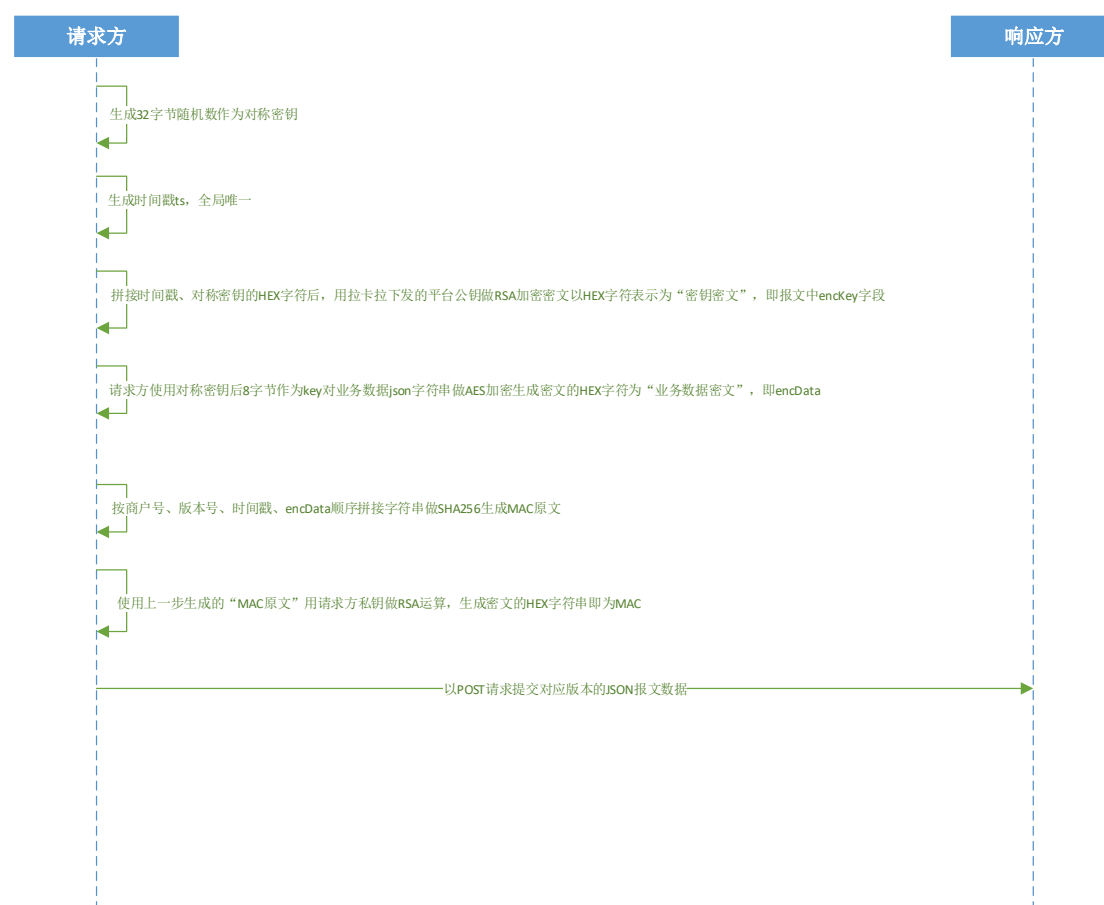 请求方
响应方
生成32字节随机数作为对称密钥
生成时间戳ts，全局唯一
拼接时间戳、对称密钥的HEX字符后，用拉卡拉下发的平台公钥做RSA加密密文以HEX字符表示为“密钥密文”，即报文中encKey字段
请求方使用对称密钥后8字节作为key对业务数据json字符串做AES加密生成密文的HEX字符为“业务数据密文”，即encData
按商户号、版本号、时间戳、encData顺序拼接字符串做SHA256生成MAC原文
使用上一步生成的“MAC原文”用请求方私钥做RSA运算，生成密文的HEX字符串即为MAC
以POST请求提交对应版本的JSON报文数据